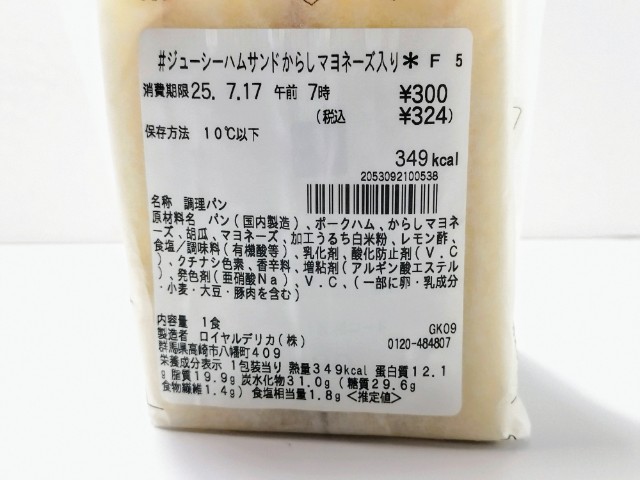 #ジューシーハムサンドからしマヨネーズ入り* F 5
消費期限25. 7.17 午前 7時 ¥300
(税込 ¥324)
保存方法 10℃以下
349kcal
2053092100538
名称 調理パン
原材料名 パン(国内製造)、ポークハム、からしマヨネ
ーズ、胡瓜、マヨネーズ、加工うるち白米粉、レモン酢、
食塩/調味料(有機酸等)、乳化剤、酸化防止剤(V.C
)、クチナシ色素、香辛料、増粘剤(アルギン酸エステル
)、発色剤(亜硝酸Na)、V.C、(一部に卵・乳成分
・小麦・大豆・豚肉を含む)
内容量 1食 GK09
製造者 ロイヤルデリカ(株) 0120-484807
群馬県高崎市八幡町409
栄養成分表示 1包装当り 熱量349kcal 蛋白質12.1
g 脂質19.9g 炭水化物31.0g (糖質29.6g
食物繊維1.4g) 食塩相当量1.8g <推定値>